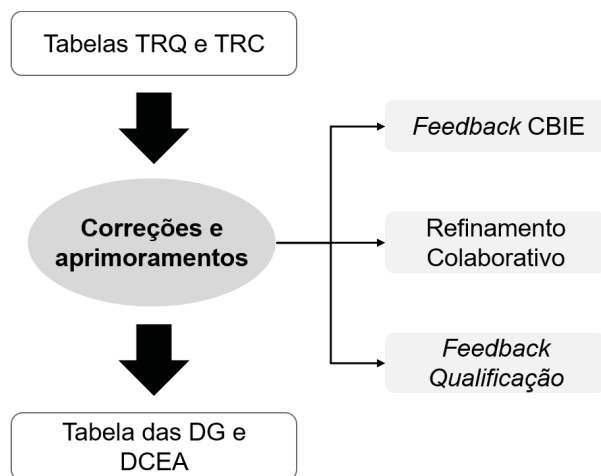 Tabelas TRQ e TRC
Feedback CBIE
Correções e
aprimoramentos
Refinamento
Colaborativo
Feedback
Qualificação
Tabela das DG e
DCEA